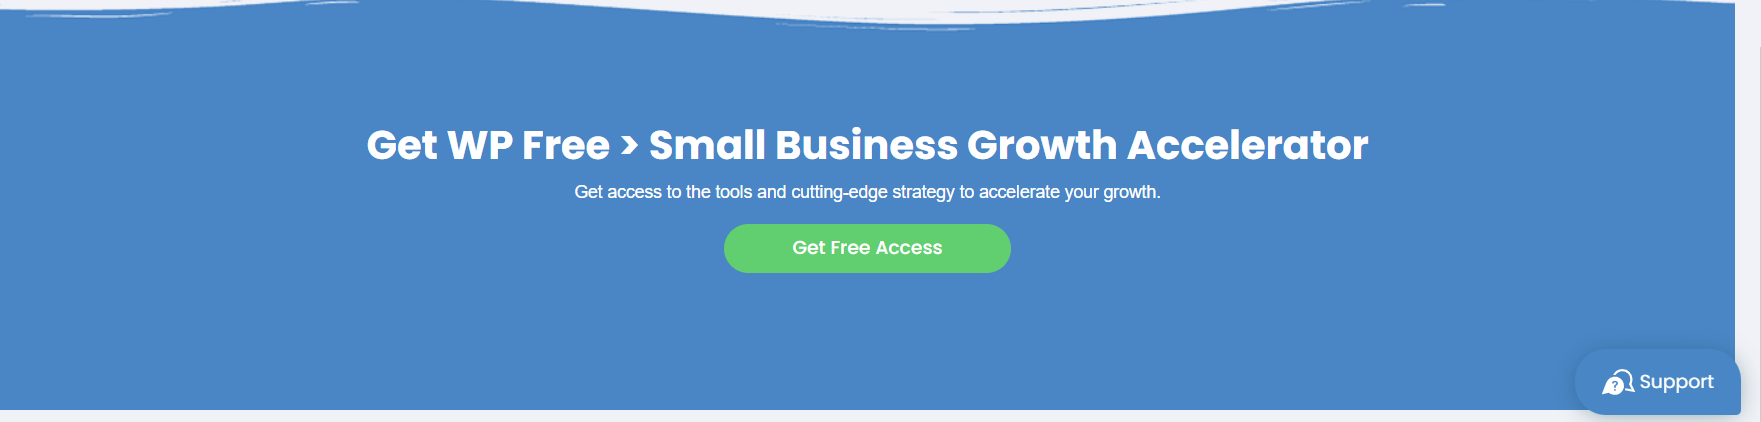 Get WP Free > Small Business Growth Accelerator
Get access to the tools and cutting-edge strategy to accelerate your growth.
Get Free Access
? Support